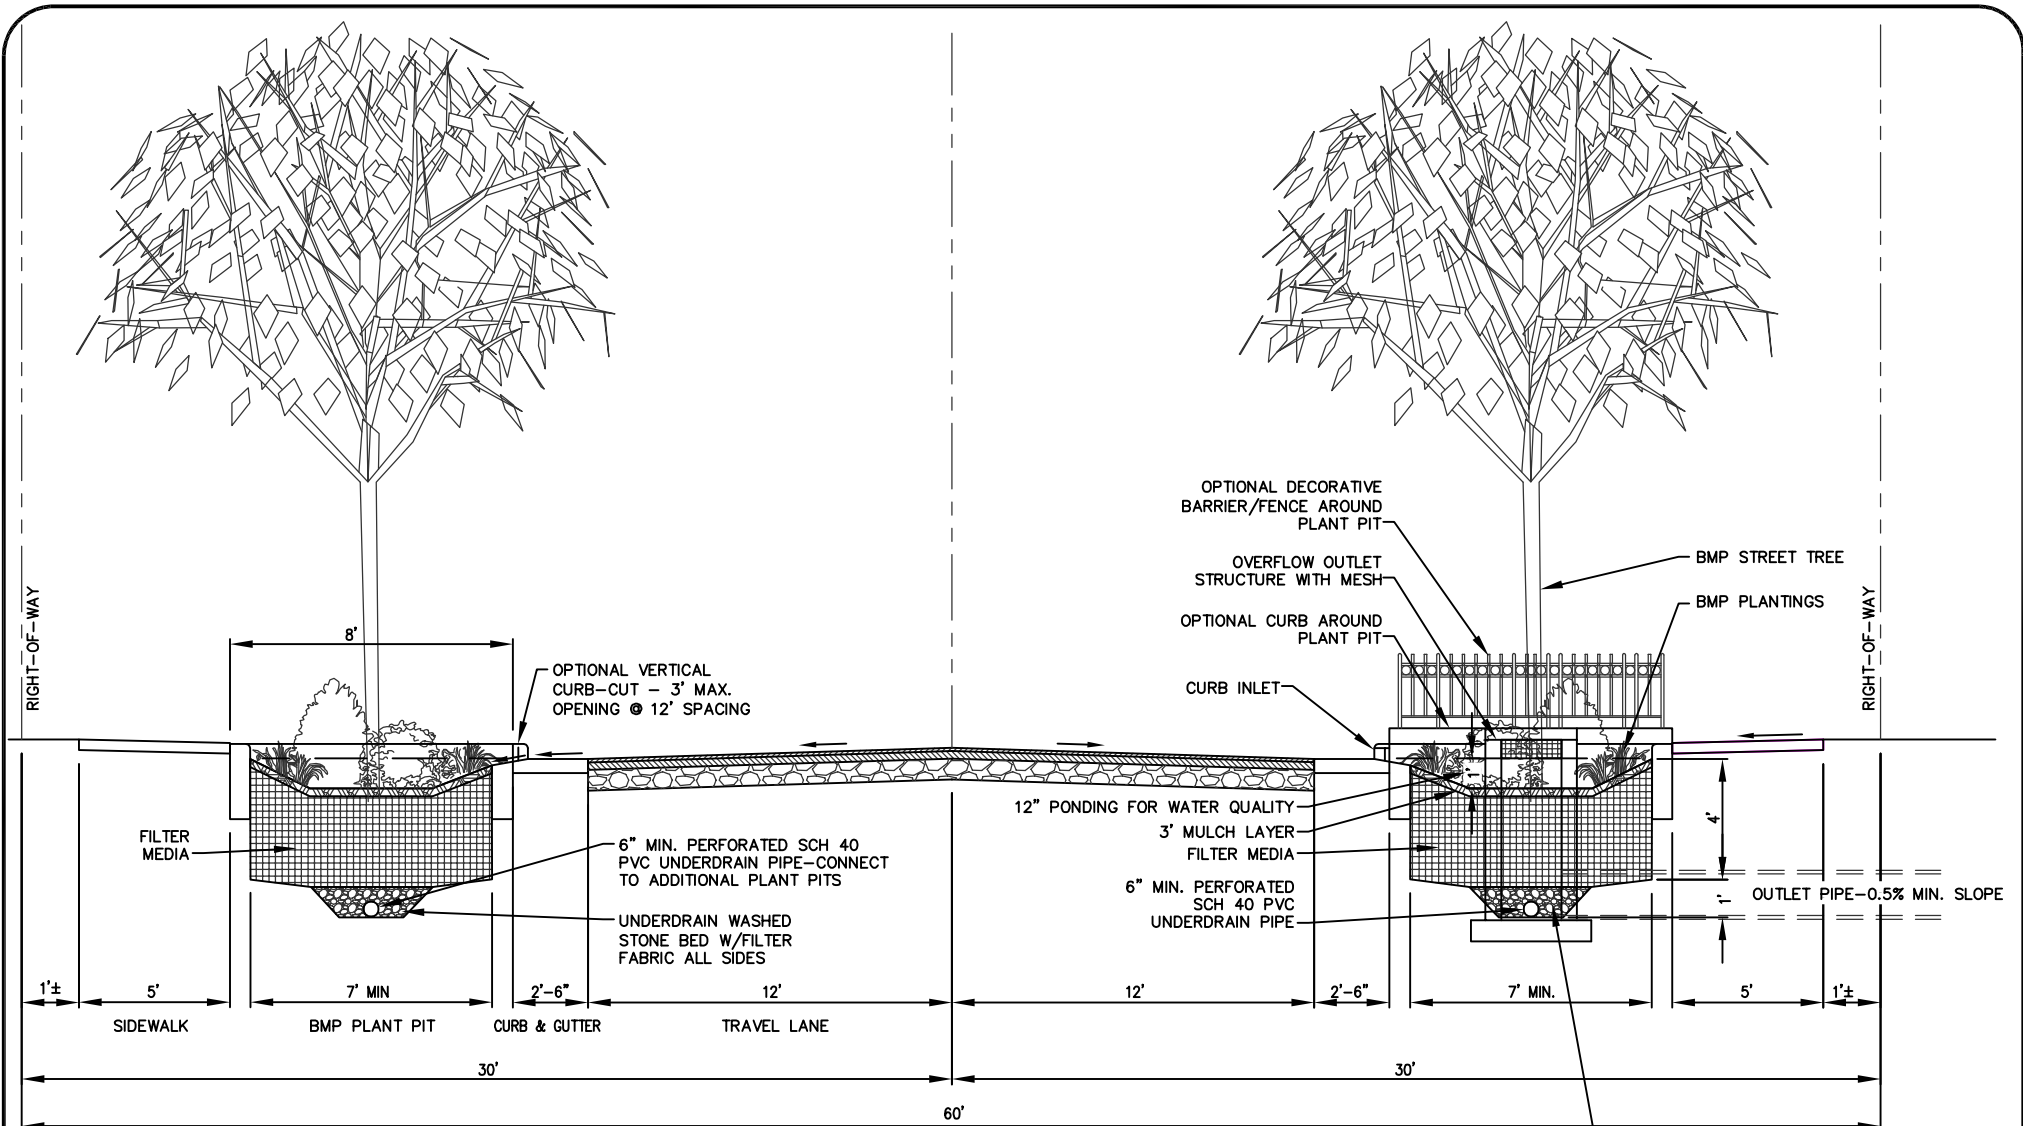 OPTIONAL DECORATIVE
BARRIER/FENCE AROUND
PLANT PIT
OVERFLOW OUTLET
STRUCTURE WITH MESH
OPTIONAL CURB AROUND
PLANT PIT
CURB INLET
BMP STREET TREE
BMP PLANTINGS
RIGHT-OF-WAY
RIGHT-OF-WAY
8'
OPTIONAL VERTICAL
CURB-CUT - 3' MAX.
OPENING @ 12' SPACING
FILTER
MEDIA
6" MIN. PERFORATED SCH 40
PVC UNDERDRAIN PIPE-CONNECT
TO ADDITIONAL PLANT PITS
UNDERDRAIN WASHED
STONE BED W/FILTER
FABRIC ALL SIDES
1'
12" PONDING FOR WATER QUALITY
3' MULCH LAYER
FILTER MEDIA
6" MIN. PERFORATED
SCH 40 PVC
UNDERDRAIN PIPE
4'
1'
OUTLET PIPE-0.5% MIN. SLOPE
1'±
5'
7' MIN
2'-6"
12'
12'
2'-6"
7' MIN.
5'
1'±
SIDEWALK
BMP PLANT PIT
CURB & GUTTER
TRAVEL LANE
30'
30'
60'